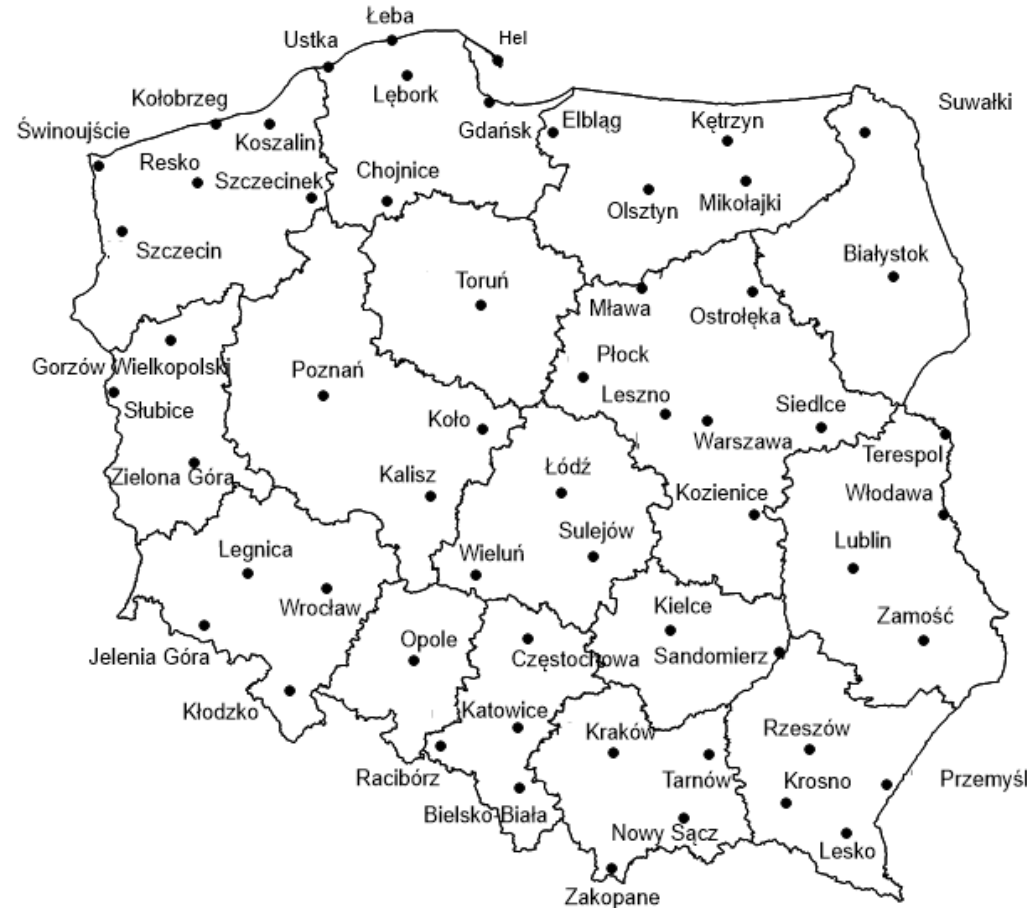 Łeba
Hel
Ustka
Kołobrzeg
Lębork
Suwałki
Świnoujście
Koszalin
Gdańsk
Elbląg
Kętrzyn
Resko
Szczecinek
Chojnice
Olsztyn
Mikołajki
Szczecin
Białystok
Toruń
Mława
Ostrołęka
Gorzów Wielkopolski
Poznań
Płock
Słubice
Leszno
Siedlce
Koło
Warszawa
Terespol
Zielona Góra
Kalisz
Łódź
Kozienice
Włodawa
Legnica
Wieluń
Sulejów
Lublin
Wrocław
Kielce
Zamość
Jelenia Góra
Opole
Częstochowa
Sandomierz
Kłodzko
Katowice
Kraków
Rzeszów
Racibórz
Tarnów
Krosno
Przemyśl
Bielsko-Biała
Nowy Sącz
Lesko
Zakopane